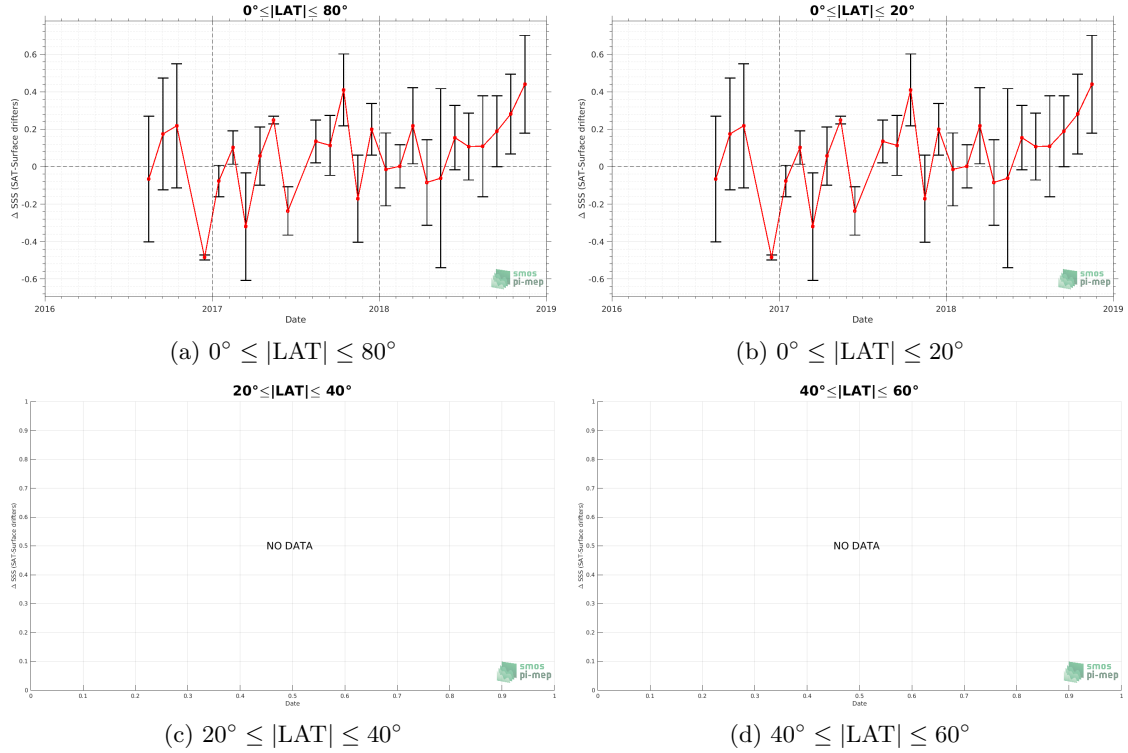 0°≤|LAT|≤ 80°
Δ SSS (SAT-Surface drifters)
0.6
0.4
0.2
0
-0.2
-0.4
-0.6
2016
2017
2018
2019
Date
smos
pi-mep
(a) 0° ≤ |LAT| ≤ 80°
0°≤|LAT|≤ 20°
Δ SSS (SAT-Surface drifters)
0.6
0.4
0.2
0
-0.2
-0.4
-0.6
2016
2017
2018
2019
Date
smos
pi-mep
(b) 0° ≤ |LAT| ≤ 20°
20°≤|LAT|≤ 40°
Δ SSS (SAT-Surface drifters)
1
0.9
0.8
0.7
0.6
0.5
0.4
0.3
0.2
0.1
0
NO DATA
0
0.1
0.2
0.3
0.4
0.5
0.6
0.7
0.8
0.9
1
Date
smos
pi-mep
(c) 20° ≤ |LAT| ≤ 40°
40°≤|LAT|≤ 60°
Δ SSS (SAT-Surface drifters)
1
0.9
0.8
0.7
0.6
0.5
0.4
0.3
0.2
0.1
0
NO DATA
0
0.1
0.2
0.3
0.4
0.5
0.6
0.7
0.8
0.9
1
Date
smos
pi-mep
(d) 40° ≤ |LAT| ≤ 60°